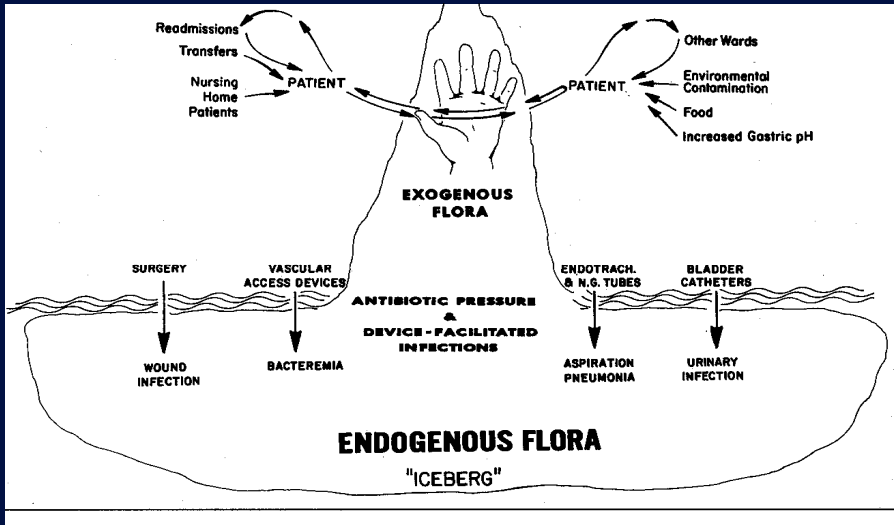 Readmissions
Transfers
Nursing
Home
Patients
PATIENT
PATIENT
Other Wards
Environmental
Contamination
Food
Increased Gastric pH
EXOGENOUS
FLORA
SURGERY
VASCULAR
ACCESS DEVICES
ENDOTRACH.
& N.G. TUBES
BLADDER
CATHETERS
ANTIBIOTIC PRESSURE
&
DEVICE-FACILITATED
INFECTIONS
WOUND
INFECTION
BACTEREMIA
ASPIRATION
PNEUMONIA
URINARY
INFECTION
ENDOGENOUS FLORA
"ICEBERG"